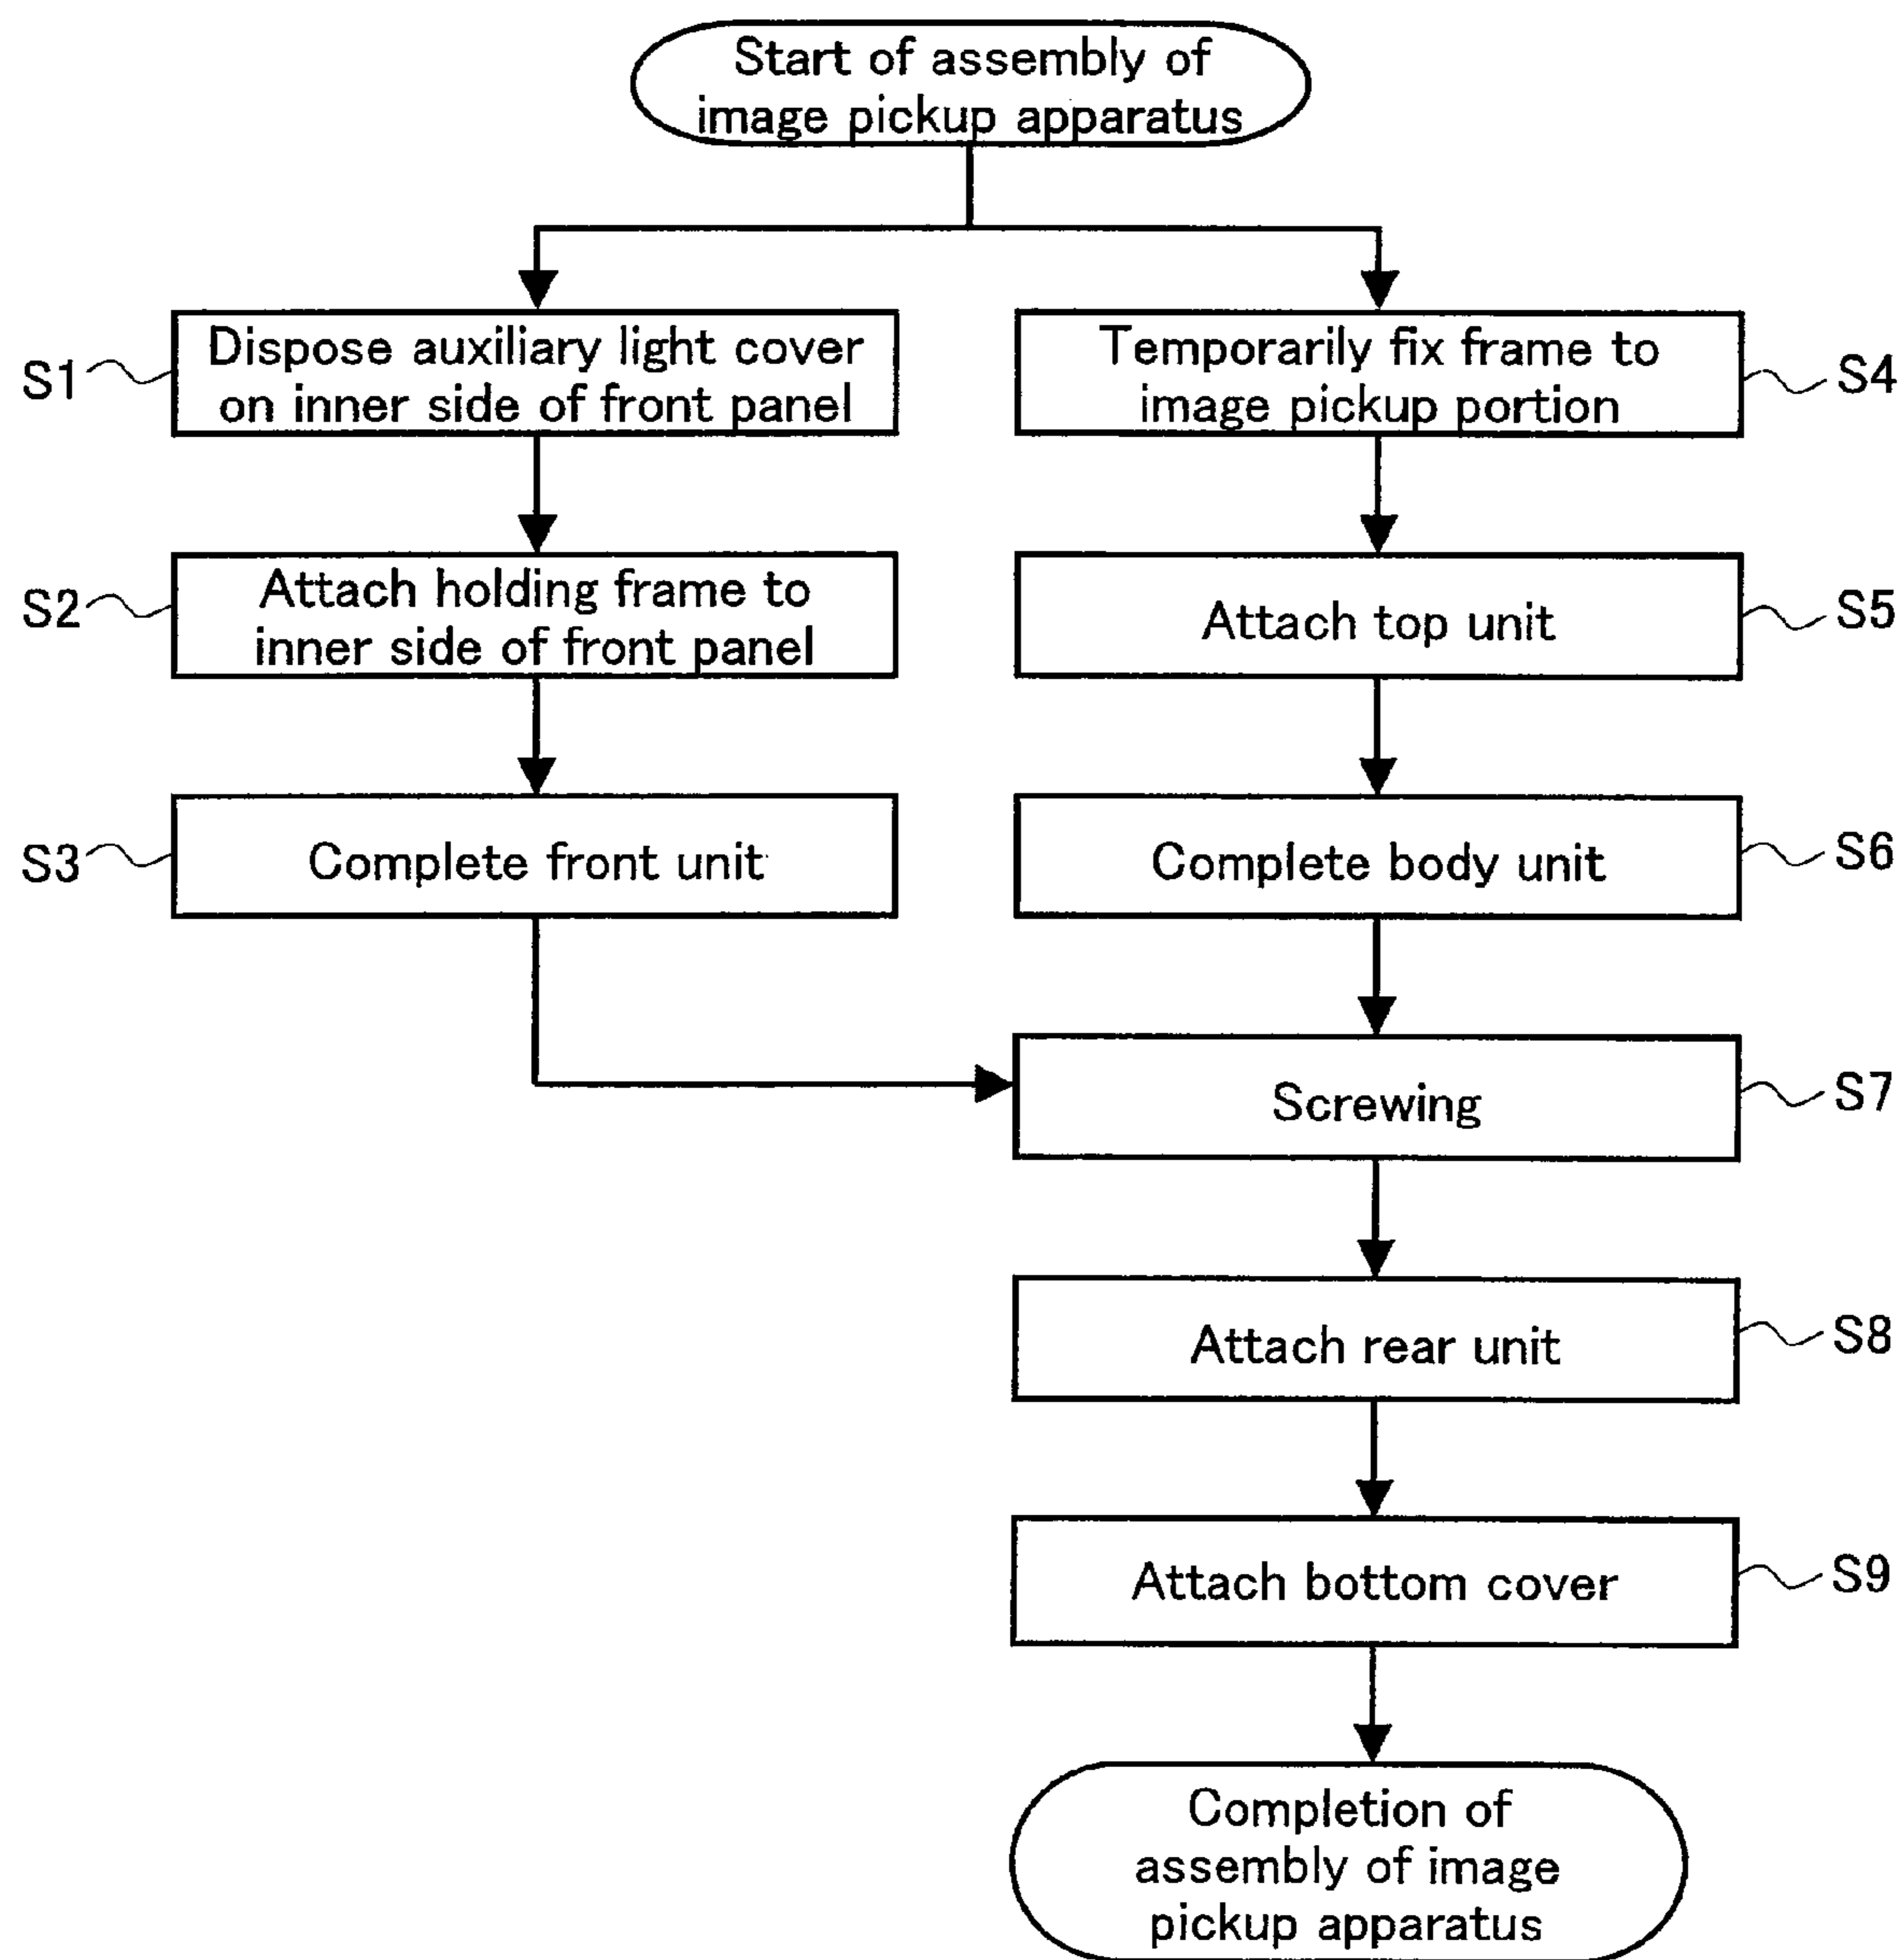 Start of assembly of
image pickup apparatus
S1
Dispose auxiliary light cover
on inner side of front panel
S2
Attach holding frame to
inner side of front panel
S3
Complete front unit
Temporarily fix frame to
image pickup portion
S4
Attach top unit
S5
Complete body unit
S6
Screwing
S7
Attach rear unit
S8
Attach bottom cover
S9
Completion of
assembly of image
pickup apparatus